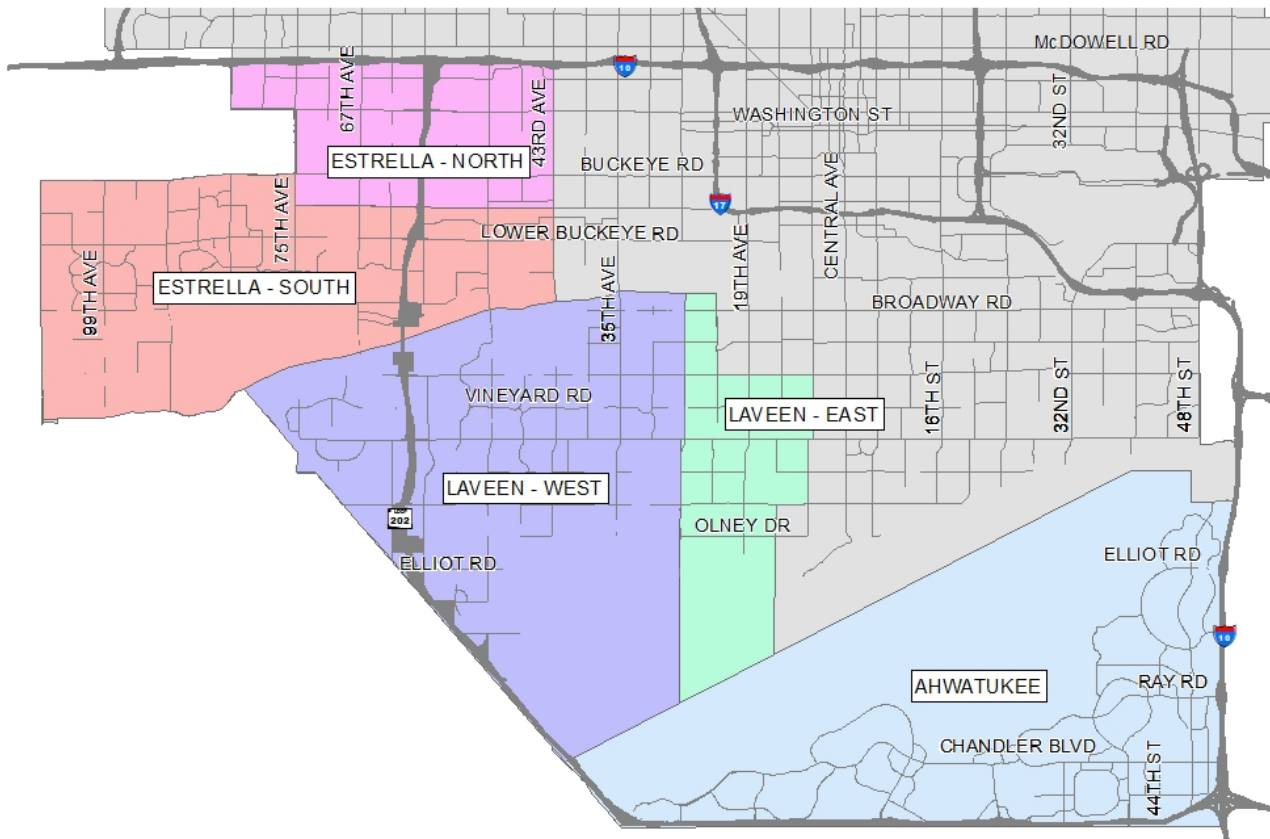 McDOWELL RD
10
67TH AVE
43RD AVE
32ND ST
WASHINGTON ST
ESTRELLA - NORTH
BUCKEYE RD
CENTRAL AVE
17
75TH AVE
LOWER BUCKEYE RD
19TH AVE
99TH AVE
ESTRELLA - SOUTH
35TH AVE
BROADWAY RD
VINEYARD RD
16TH ST
32ND ST
48TH ST
LAVEEN - EAST
LAVEEN - WEST
202
OLNEY DR
ELLIOT RD
ELLIOT RD
10
AHWATUKEE
RAY RD
CHANDLER BLVD
44TH ST